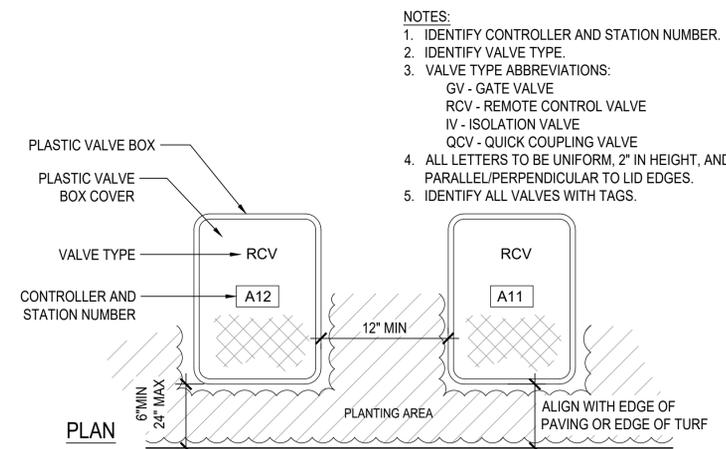 NOTES:
1. IDENTIFY CONTROLLER AND STATION NUMBER.
2. IDENTIFY VALVE TYPE.
3. VALVE TYPE ABBREVIATIONS:
GV - GATE VALVE
RCV - REMOTE CONTROL VALVE
IV - ISOLATION VALVE
QCV - QUICK COUPLING VALVE
4. ALL LETTERS TO BE UNIFORM, 2" IN HEIGHT, AND
PARALLEL/PERPENDICULAR TO LID EDGES.
5. IDENTIFY ALL VALVES WITH TAGS.
PLASTIC VALVE BOX
PLASTIC VALVE
BOX COVER
VALVE TYPE
CONTROLLER AND
STATION NUMBER
RCV
A12
RCV
A11
12" MIN
6"MIN
24" MAX
PLANTING AREA
ALIGN WITH EDGE OF
PAVING OR EDGE OF TURF
PLAN